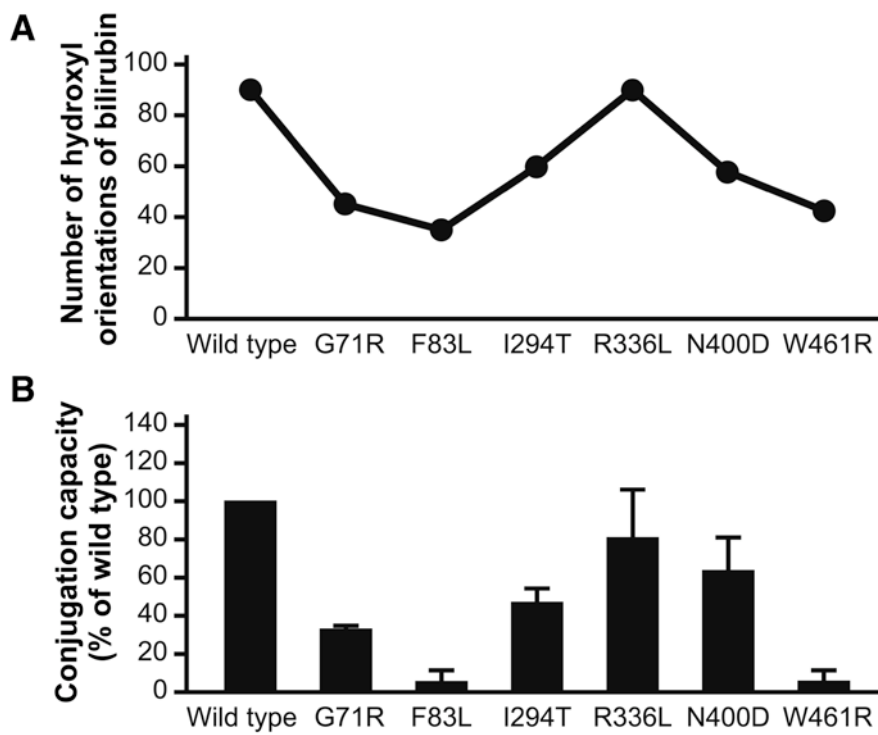 A
Number of hydroxyl
orientations of bilirubin
100
80
60
40
20
0
Wild type G71R F83L I294T R336L N400D W461R
B
Conjugation capacity
(% of wild type)
140
120
100
80
60
40
20
0
Wild type G71R F83L I294T R336L N400D W461R